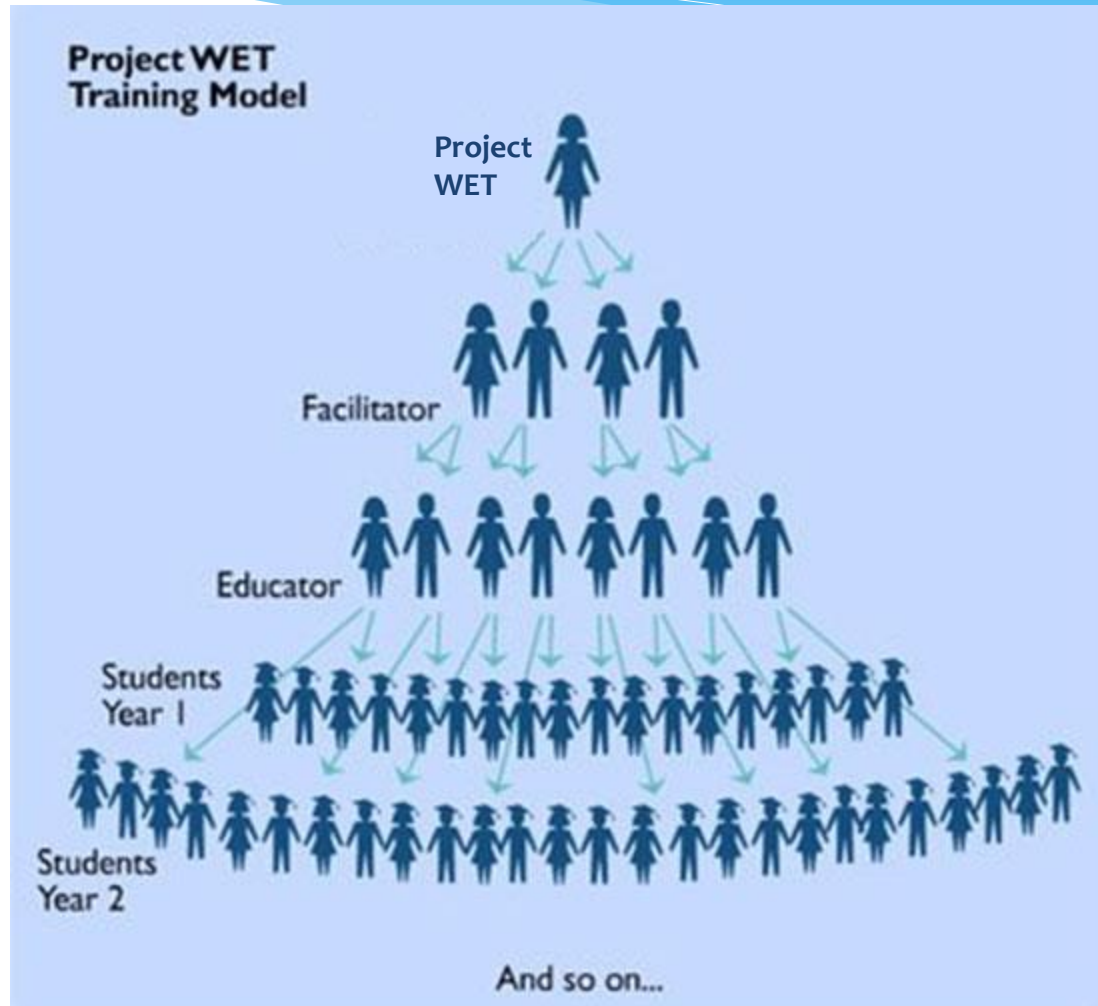 Project WET
Training Model
Project
WET
Facilitator
Educator
Students
Year 1
Students
Year 2
And so on...